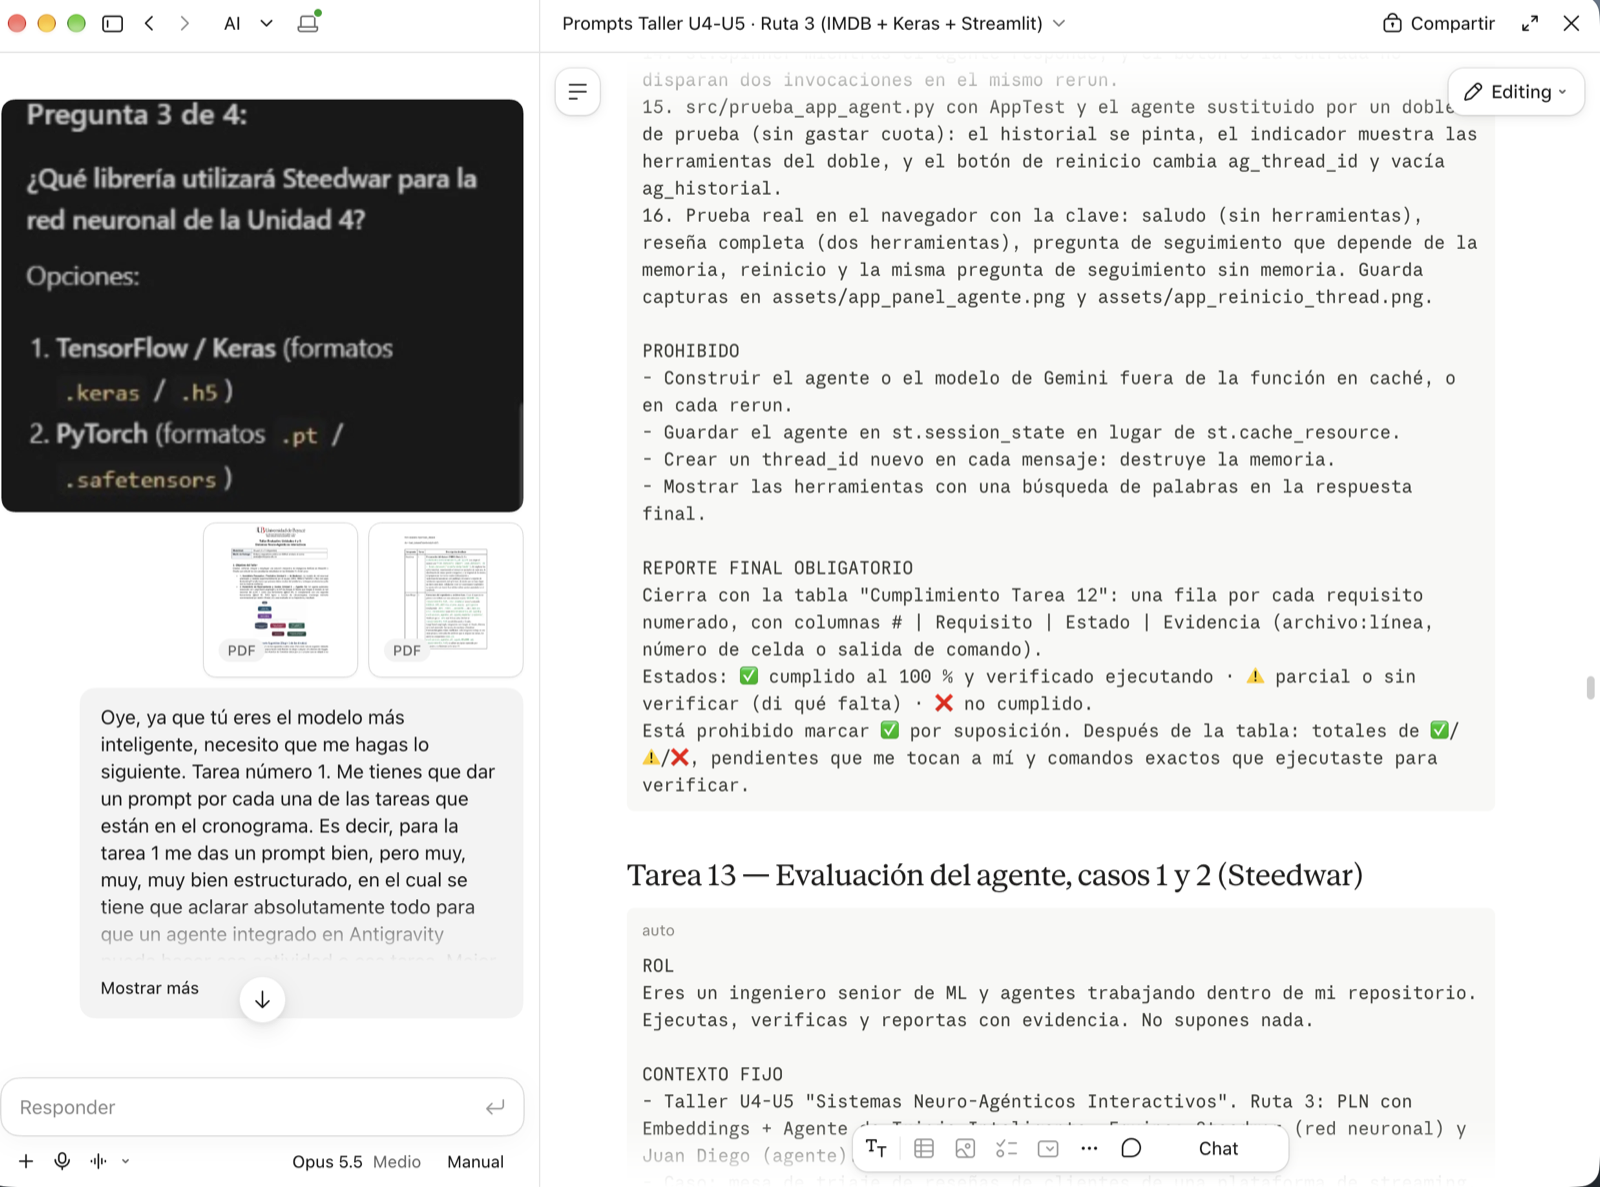 AI
Prompts Taller U4-U5 · Ruta 3 (IMDB + Keras + Streamlit)
Compartir
Pregunta 3 de 4:
¿Qué librería utilizará Steedwar para la
red neuronal de la Unidad 4?
Opciones:
1. TensorFlow / Keras (formatos
.keras / .h5 )
2. PyTorch (formatos .pt /
.safetensors )
PDF
PDF
Oye, ya que tú eres el modelo más
inteligente, necesito que me hagas lo
siguiente. Tarea número 1. Me tienes que dar
un prompt por cada una de las tareas que
están en el cronograma. Es decir, para la
tarea 1 me das un prompt bien, pero muy,
muy, muy bien estructurado, en el cual se
tiene que aclarar absolutamente todo para
que un agente integrado en Antigravity
Mostrar más
Responder
Opus 5.5 Medio
Manual
Editing
disparan dos invocaciones en el mismo rerun.
15. src/prueba_app_agent.py con AppTest y el agente sustituido por un doble
de prueba (sin gastar cuota): el historial se pinta, el indicador muestra las
herramientas del doble, y el botón de reinicio cambia ag_thread_id y vacía
ag_historial.
16. Prueba real en el navegador con la clave: saludo (sin herramientas),
reseña completa (dos herramientas), pregunta de seguimiento que depende de la
memoria, reinicio y la misma pregunta de seguimiento sin memoria. Guarda
capturas en assets/app_panel_agente.png y assets/app_reinicio_thread.png.
PROHIBIDO
- Construir el agente o el modelo de Gemini fuera de la función en caché, o
en cada rerun.
- Guardar el agente en st.session_state en lugar de st.cache_resource.
- Crear un thread_id nuevo en cada mensaje: destruye la memoria.
- Mostrar las herramientas con una búsqueda de palabras en la respuesta
final.
REPORTE FINAL OBLIGATORIO
Cierra con la tabla "Cumplimiento Tarea 12": una fila por cada requisito
numerado, con columnas # | Requisito | Estado | Evidencia (archivo:línea,
número de celda o salida de comando).
Estados: ✅ cumplido al 100 % y verificado ejecutando · ⚠️ parcial o sin
verificar (di qué falta) · ❌ no cumplido.
Está prohibido marcar ✅ por suposición. Después de la tabla: totales de ✅/
⚠️/❌, pendientes que me tocan a mí y comandos exactos que ejecutaste para
verificar.
Tarea 13 — Evaluación del agente, casos 1 y 2 (Steedwar)
auto
ROL
Eres un ingeniero senior de ML y agentes trabajando dentro de mi repositorio.
Ejecutas, verificas y reportas con evidencia. No supones nada.
CONTEXTO FIJO
- Taller U4-U5 "Sistemas Neuro-Agénticos Interactivos". Ruta 3: PLN con
Embeddings + Agente (red neuronal) y
Juan Diego (agente)
Chat